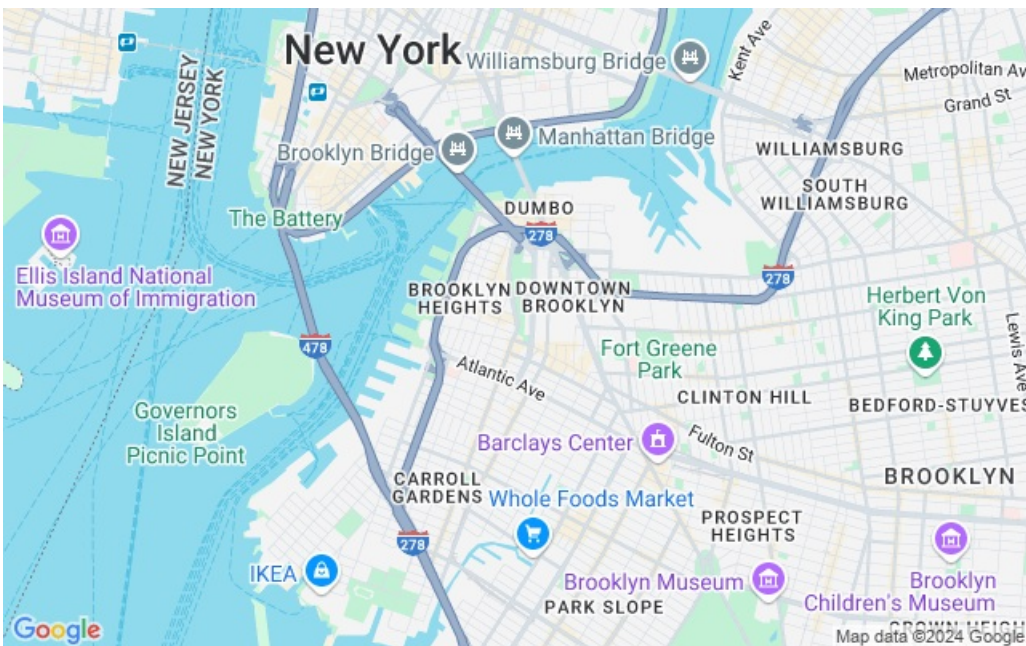 New York
Williamsburg Bridge
Kent Ave
Metropolitan Av
Grand St
NEW JERSEY
NEW YORK
Brooklyn Bridge
Manhattan Bridge
WILLIAMSBURG
SOUTH
WILLIAMSBURG
DUMBO
The Battery
278
Ellis Island National
Museum of Immigration
278
BROOKLYN
HEIGHTS
DOWNTOWN
BROOKLYN
Herbert Von
King Park
Lewis Ave
478
Fort Greene
Park
Atlantic Ave
CLINTON HILL
BEDFORD-STUYVES
Governors
Island
Picnic Point
Barclays Center
Fulton St
CARROLL
GARDENS
Whole Foods Market
BROOKLYN
PROSPECT
HEIGHTS
278
IKEA
Brooklyn Museum
Brooklyn
Children's Museum
PARK SLOPE
CROWN HEIGH
Google
Map data ©2024 Google